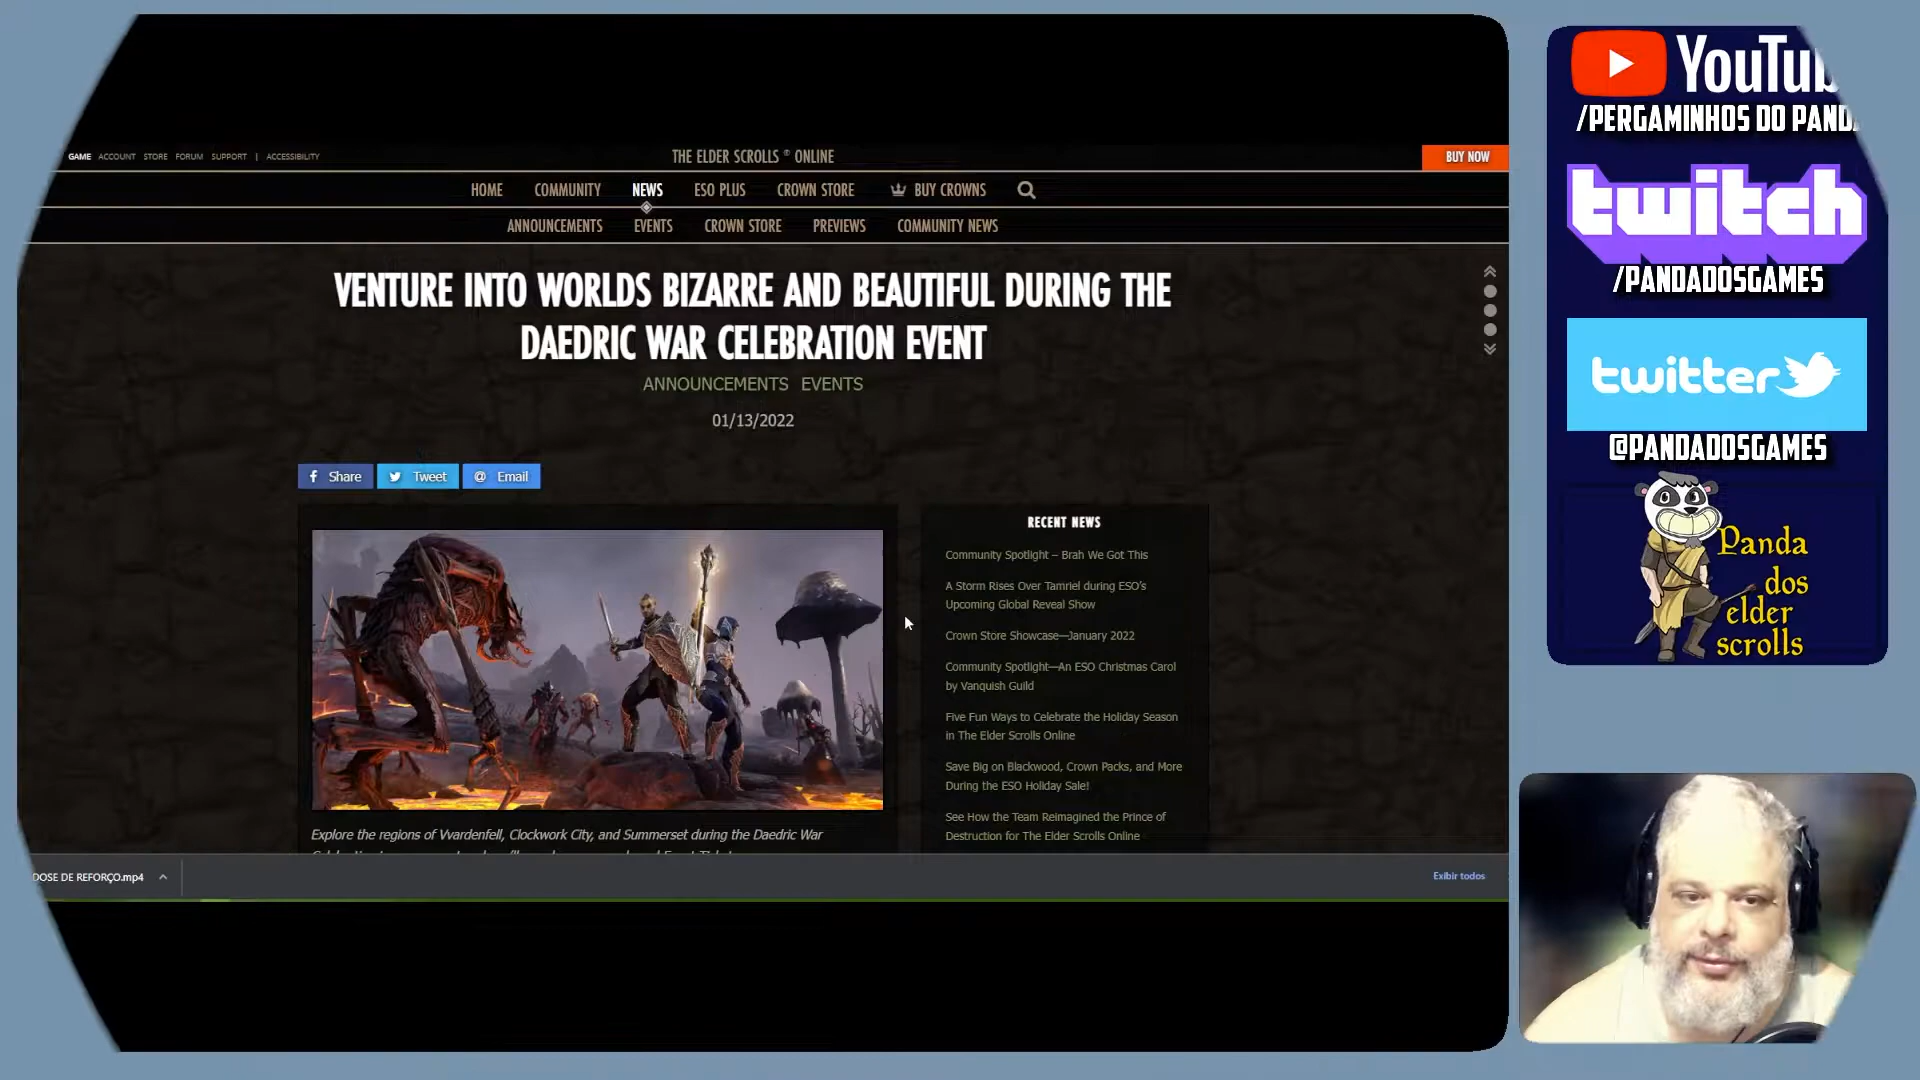 GAME ACCOUNT STORE FORUM SUPPORT | ACCESSIBILITY
THE ELDER SCROLLS ® ONLINE
BUY NOW
HOME COMMUNITY NEWS ESO PLUS CROWN STORE BUY CROWNS
ANNOUNCEMENTS EVENTS CROWN STORE PREVIEWS COMMUNITY NEWS
VENTURE INTO WORLDS BIZARRE AND BEAUTIFUL DURING THE
DAEDRIC WAR CELEBRATION EVENT
ANNOUNCEMENTS EVENTS
01/13/2022
Share Tweet @ Email
Explore the regions of Vvardenfell, Clockwork City, and Summerset during the Daedric War
RECENT NEWS
Community Spotlight – Brah We Got This
A Storm Rises Over Tamriel during ESO's
Upcoming Global Reveal Show
Crown Store Showcase—January 2022
Community Spotlight—An ESO Christmas Carol
by Vanquish Guild
Five Fun Ways to Celebrate the Holiday Season
in The Elder Scrolls Online
Save Big on Blackwood, Crown Packs, and More
During the ESO Holiday Sale!
See How the Team Reimagined the Prince of
Destruction for The Elder Scrolls Online
DOSE DE REFORÇO.mp4
Exibir todos
YouTub
/PERGAMINHOS DO PAND
twitch
/PANDADOSGAMES
twitter
@PANDADOSGAMES
Panda
dos
elder
scrolls